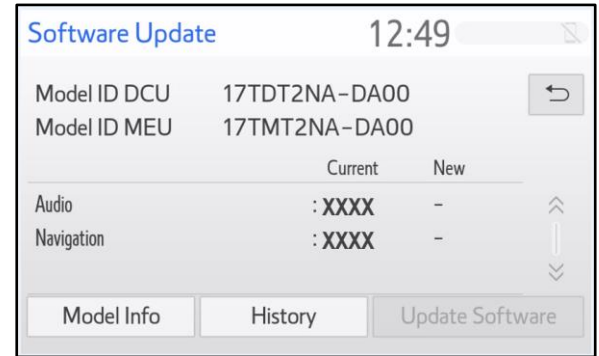 Software Update 12:49
Model ID DCU 17TDT2NA-DA00
Model ID MEU 17TMT2NA-DA00
Current New
Audio : XXXX -
Navigation : XXXX -
Model Info History Update Software